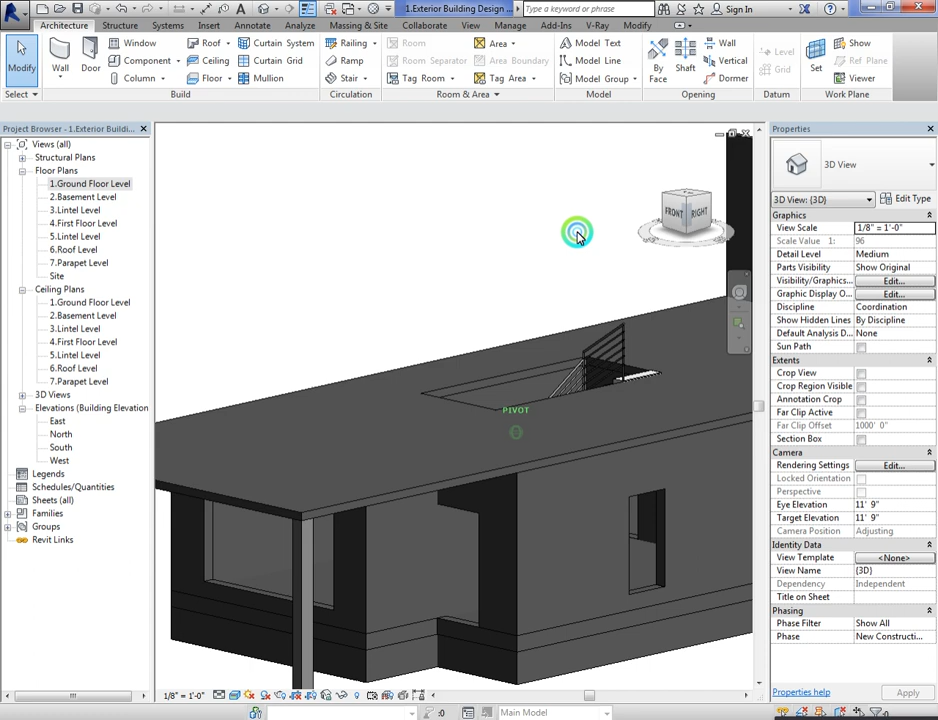 1.Exterior Building Design ...
Type a keyword or phrase
Sign In
Architecture Structure Systems Insert Annotate Analyze Massing & Site Collaborate View Manage Add-Ins V-Ray Modify
Modify
Wall
Door
Window
Component
Column
Roof
Ceiling
Floor
Curtain System
Curtain Grid
Mullion
Railing
Ramp
Stair
Room
Room Separator
Tag Room
Area
Area Boundary
Tag Area
Model Text
Model Line
Model Group
By Face
Shaft
Wall
Vertical
Dormer
Level
Grid
Set
Show
Ref Plane
Viewer
Select Build Circulation Room & Area Model Opening Datum Work Plane
Project Browser - 1.Exterior Buildi...
Views (all)
Structural Plans
Floor Plans
1.Ground Floor Level
2.Basement Level
3.Lintel Level
4.First Floor Level
5.Lintel Level
6.Roof Level
7.Parapet Level
Site
Ceiling Plans
1.Ground Floor Level
2.Basement Level
3.Lintel Level
4.First Floor Level
5.Lintel Level
6.Roof Level
7.Parapet Level
3D Views
Elevations (Building Elevation
East
North
South
West
Legends
Schedules/Quantities
Sheets (all)
Families
Groups
Revit Links
FRONT RIGHT
PIVOT
1/8" = 1'-0"
:0
Main Model
Properties
3D View
3D View: {3D} Edit Type
Graphics
View Scale 1/8" = 1'-0"
Scale Value 1: 96
Detail Level Medium
Parts Visibility Show Original
Visibility/Graphics... Edit...
Graphic Display O... Edit...
Discipline Coordination
Show Hidden Lines By Discipline
Default Analysis D... None
Sun Path
Extents
Crop View
Crop Region Visible
Annotation Crop
Far Clip Active
Far Clip Offset 1000' 0"
Section Box
Camera
Rendering Settings Edit...
Locked Orientation
Perspective
Eye Elevation 11' 9"
Target Elevation 11' 9"
Camera Position Adjusting
Identity Data
View Template <None>
View Name {3D}
Dependency Independent
Title on Sheet
Phasing
Phase Filter Show All
Phase New Constructi...
Properties help Apply